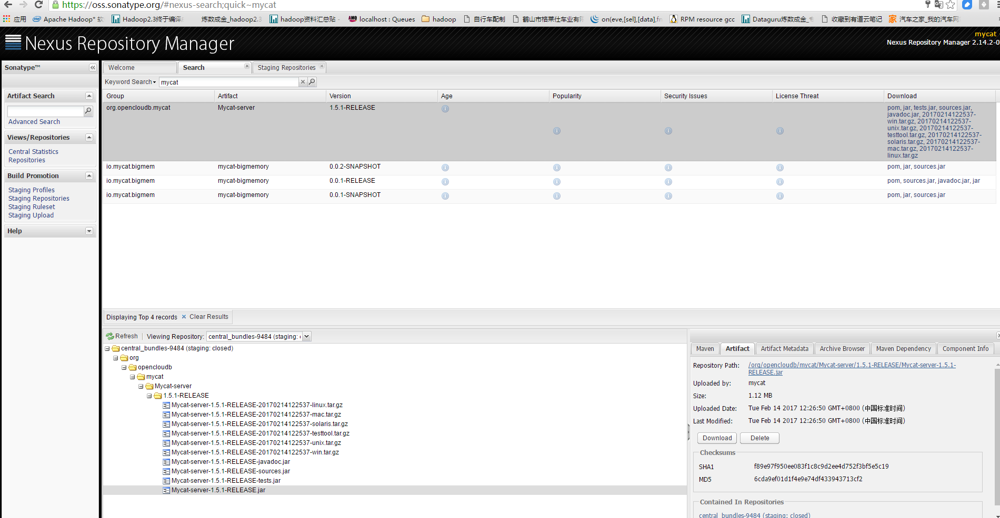 https://oss.sonatype.org/#nexus-search;quick~mycat
应用 Apache Hadoop* 软 Hadoop2.3终于编译 炼数成金_hadoop2.3 hadoop资料汇总贴 - localhost : Queues hadoop 自行车配制 鹤山市格莱仕车业有限 on(eve,[sel],[data],fn RPM resource gcc Dataguru炼数成金_专 收藏到有道云笔记 汽车之家_我的汽车网
Nexus Repository Manager
mycat
Nexus Repository Manager 2.14.2-0
Sonatype™
Welcome Search Staging Repositories
Keyword Search mycat
Artifact Search
Advanced Search
Views/Repositories
Central Statistics
Repositories
Build Promotion
Staging Profiles
Staging Repositories
Staging Ruleset
Staging Upload
Help
Group Artifact Version Age Popularity Security Issues License Threat Download
org.opencloudb.mycat Mycat-server 1.5.1-RELEASE pom, jar, tests.jar, sources.jar,
javadoc.jar, 20170214122537-
win.tar.gz, 20170214122537-
unix.tar.gz, 20170214122537-
testtool.tar.gz, 20170214122537-
solaris.tar.gz, 20170214122537-
mac.tar.gz, 20170214122537-
linux.tar.gz
io.mycat.bigmem mycat-bigmemory 0.0.2-SNAPSHOT pom, jar, sources.jar
io.mycat.bigmem mycat-bigmemory 0.0.1-RELEASE pom, sources.jar, javadoc.jar, jar
io.mycat.bigmem mycat-bigmemory 0.0.1-SNAPSHOT pom, jar, sources.jar
Displaying Top 4 records Clear Results
Refresh Viewing Repository: central_bundles-9484 (staging:
central_bundles-9484 (staging: closed)
org
opencloudb
mycat
Mycat-server
1.5.1-RELEASE
Mycat-server-1.5.1-RELEASE-20170214122537-linux.tar.gz
Mycat-server-1.5.1-RELEASE-20170214122537-mac.tar.gz
Mycat-server-1.5.1-RELEASE-20170214122537-solaris.tar.gz
Mycat-server-1.5.1-RELEASE-20170214122537-testtool.tar.gz
Mycat-server-1.5.1-RELEASE-20170214122537-unix.tar.gz
Mycat-server-1.5.1-RELEASE-20170214122537-win.tar.gz
Mycat-server-1.5.1-RELEASE-javadoc.jar
Mycat-server-1.5.1-RELEASE-sources.jar
Mycat-server-1.5.1-RELEASE-tests.jar
Mycat-server-1.5.1-RELEASE.jar
Maven Artifact Artifact Metadata Archive Browser Maven Dependency Component Info
Repository Path: /org/opencloudb/mycat/Mycat-server/1.5.1-RELEASE/Mycat-server-1.5.1-
RELEASE.jar
Uploaded by: mycat
Size: 1.12 MB
Uploaded Date: Tue Feb 14 2017 12:26:50 GMT+0800 (中国标准时间)
Last Modified: Tue Feb 14 2017 12:26:50 GMT+0800 (中国标准时间)
Download Delete
Checksums
SHA1 f89e97f950ee083f1c8c9d2ee4d752f3bf5e5c19
MD5 6cda9ef01d1f4e9e74df433943713cf2
Contained In Repositories
central_bundles-9484 (staging: closed)